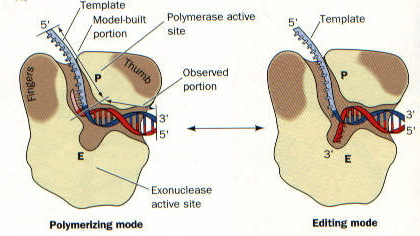 Template
5'
Model-built
portion
Polymerase active
site
Fingers
P
Thumb
Observed
portion
3'
5'
E
Exonuclease
active site
Polymerizing mode
5'
Template
P
3'
5'
3'
E
Editing mode